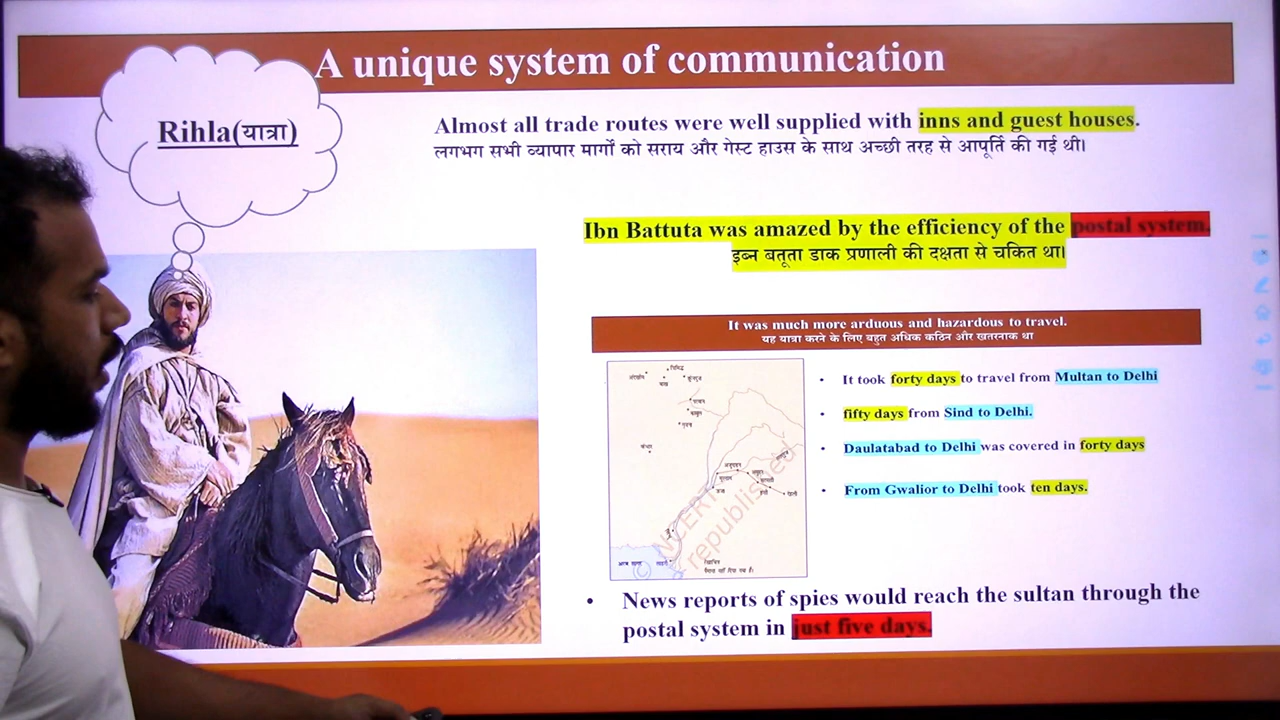 A unique system of communication
Rihla(यात्रा)
Almost all trade routes were well supplied with inns and guest houses.
लगभग सभी व्यापार मार्गों को सराय और गेस्ट हाउस के साथ अच्छी तरह से आपूर्ति की गई थी।
Ibn Battuta was amazed by the efficiency of the postal system.
इब्न बतूता डाक प्रणाली की दक्षता से चकित था।
It was much more arduous and hazardous to travel.
यह यात्रा करने के लिए बहुत अधिक कठिन और खतरनाक था
• It took forty days to travel from Multan to Delhi
• fifty days from Sind to Delhi.
• Daulatabad to Delhi was covered in forty days
• From Gwalior to Delhi took ten days.
© NCERT
republished
• News reports of spies would reach the sultan through the
postal system in just five days.